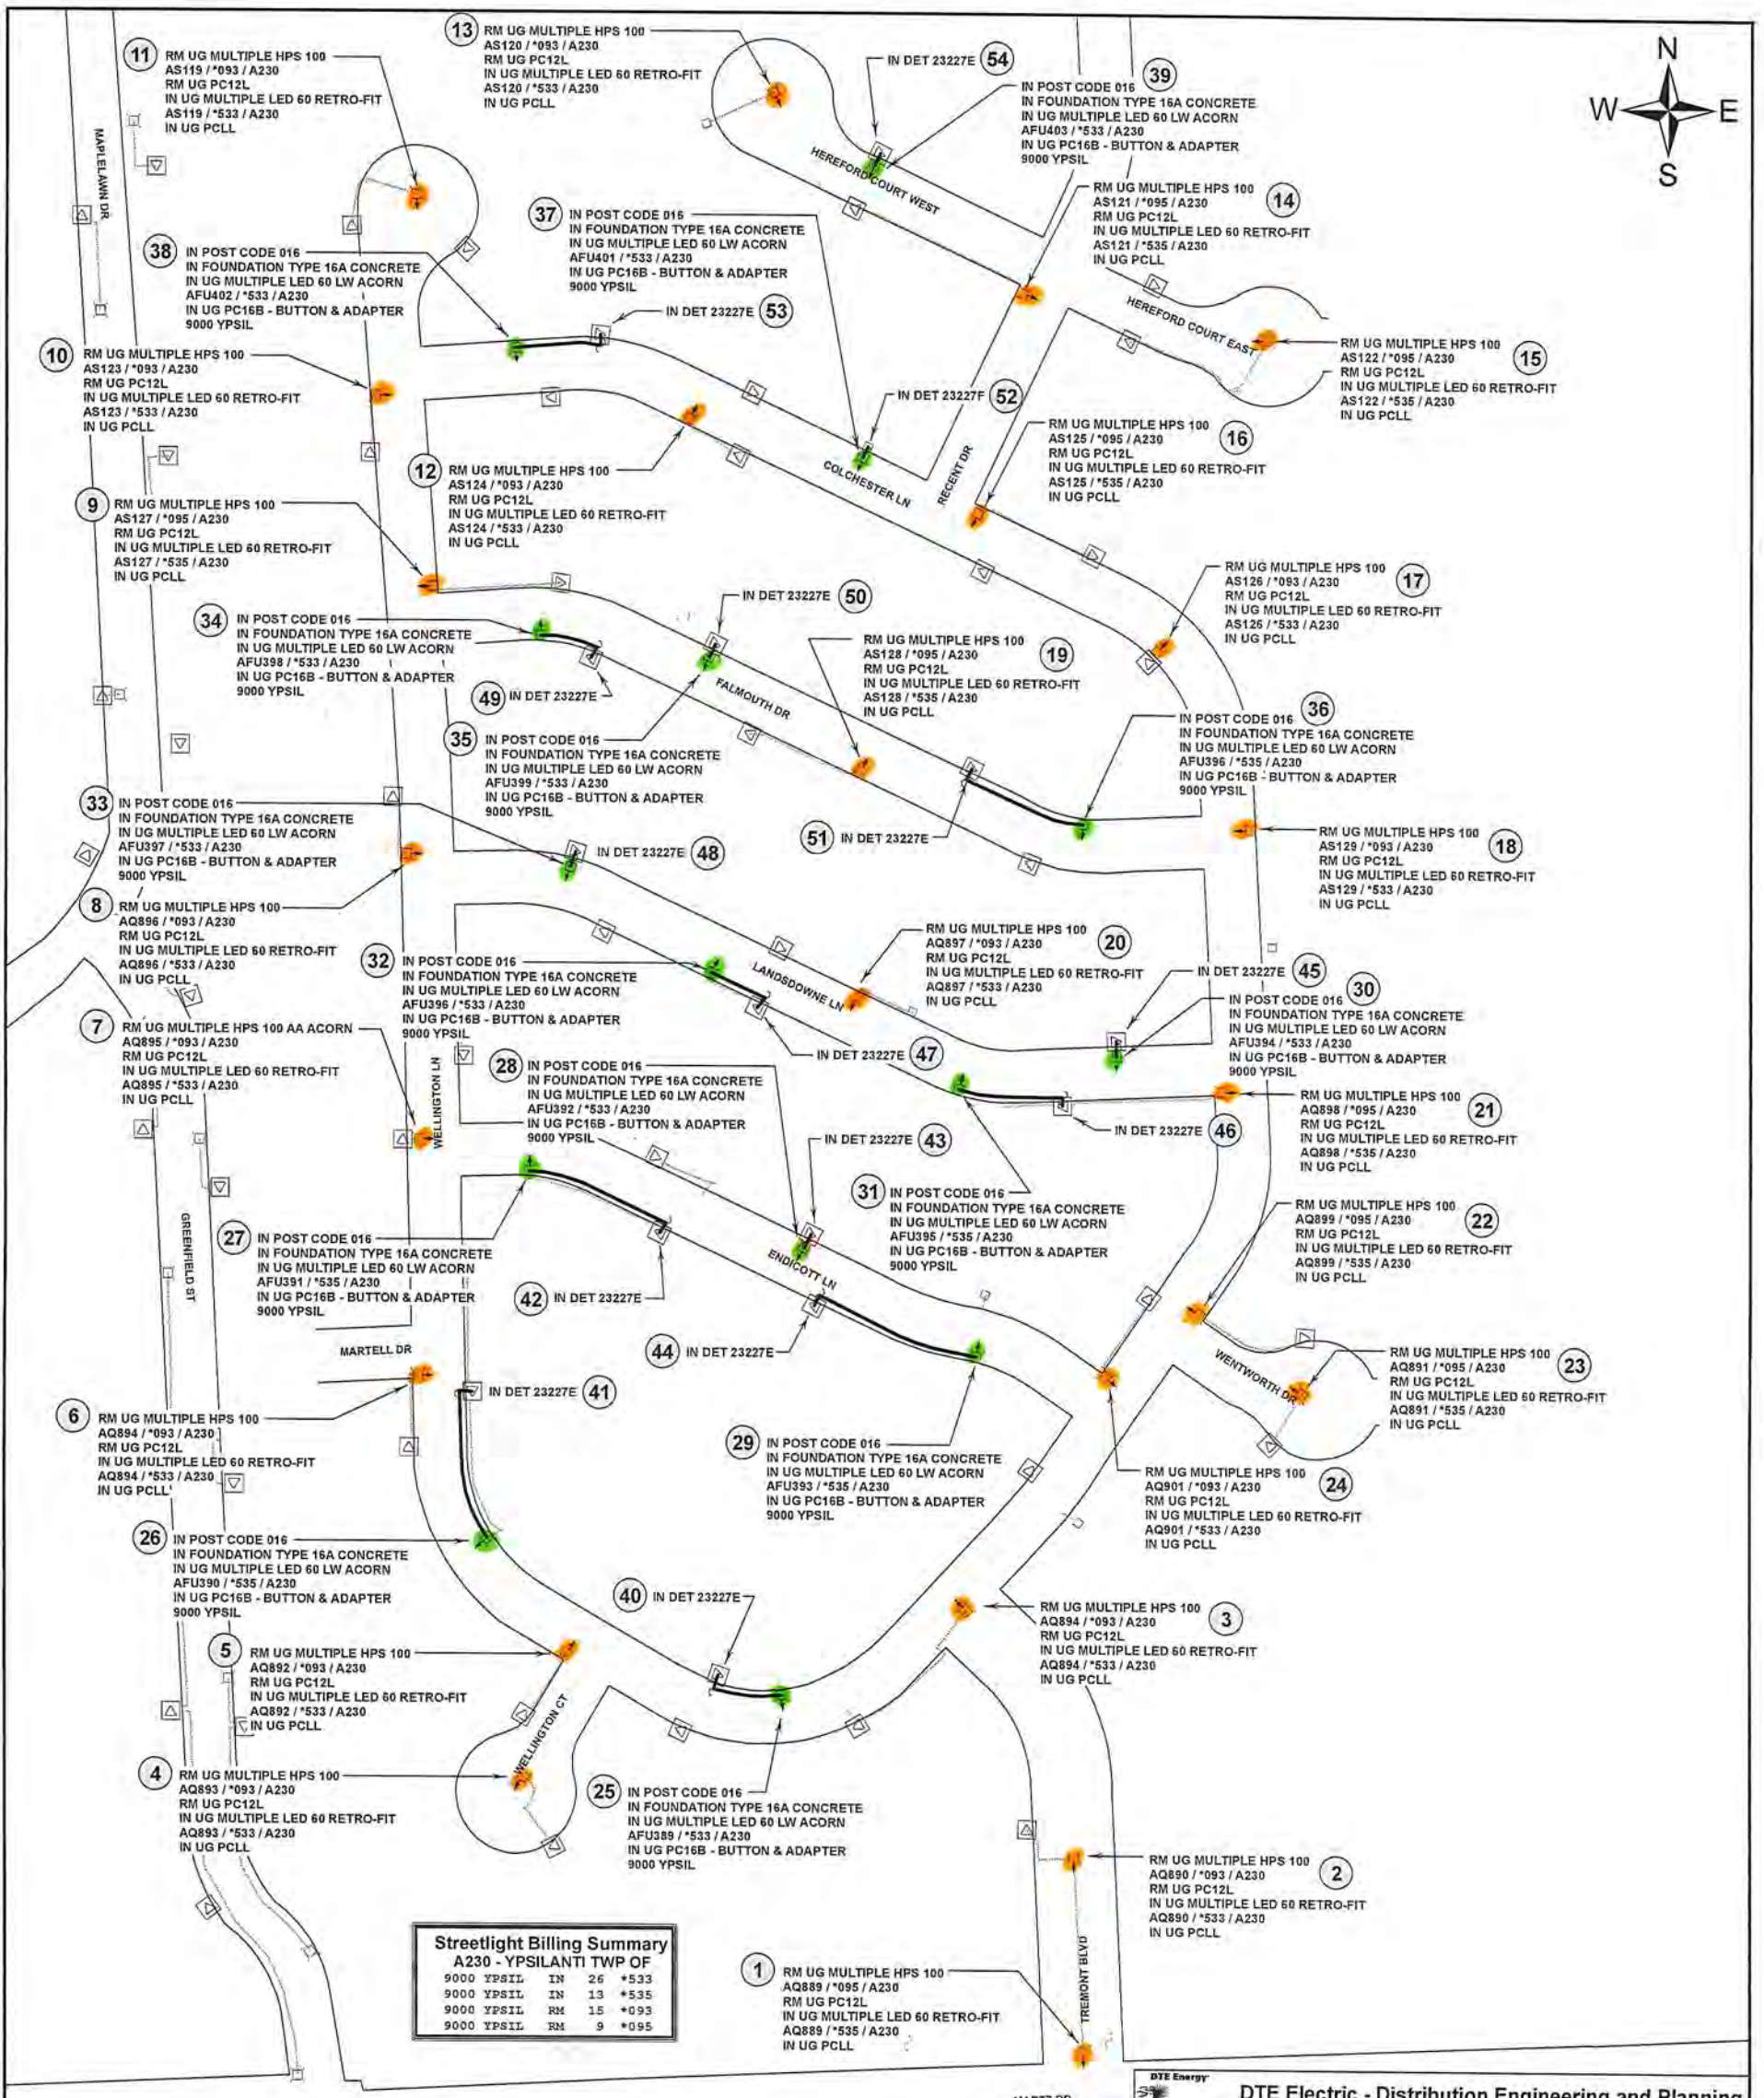 N
W E
S
11 RM UG MULTIPLE HPS 100
AS119 / *093 / A230
RM UG PC12L
IN UG MULTIPLE LED 60 RETRO-FIT
AS119 / *533 / A230
IN UG PCLL
13 RM UG MULTIPLE HPS 100
AS120 / *093 / A230
RM UG PC12L
IN UG MULTIPLE LED 60 RETRO-FIT
AS120 / *533 / A230
IN UG PCLL
IN DET 23227E 54
39
IN POST CODE 016
IN FOUNDATION TYPE 16A CONCRETE
IN UG MULTIPLE LED 60 LW ACORN
AFU403 / *533 / A230
IN UG PC16B - BUTTON & ADAPTER
9000 YPSIL
MAPLELAWN DR
HEREFORD COURT WEST
14 RM UG MULTIPLE HPS 100
AS121 / *095 / A230
RM UG PC12L
IN UG MULTIPLE LED 60 RETRO-FIT
AS121 / *535 / A230
IN UG PCLL
37 IN POST CODE 016
IN FOUNDATION TYPE 16A CONCRETE
IN UG MULTIPLE LED 60 LW ACORN
AFU401 / *533 / A230
IN UG PC16B - BUTTON & ADAPTER
9000 YPSIL
38 IN POST CODE 016
IN FOUNDATION TYPE 16A CONCRETE
IN UG MULTIPLE LED 60 LW ACORN
AFU402 / *533 / A230
IN UG PC16B - BUTTON & ADAPTER
9000 YPSIL
IN DET 23227E 53
HEREFORD COURT EAST
RM UG MULTIPLE HPS 100 15
AS122 / *095 / A230
RM UG PC12L
IN UG MULTIPLE LED 60 RETRO-FIT
AS122 / *535 / A230
IN UG PCLL
10 RM UG MULTIPLE HPS 100
AS123 / *093 / A230
RM UG PC12L
IN UG MULTIPLE LED 60 RETRO-FIT
AS123 / *533 / A230
IN UG PCLL
IN DET 23227F 52
RM UG MULTIPLE HPS 100 16
AS125 / *095 / A230
RM UG PC12L
IN UG MULTIPLE LED 60 RETRO-FIT
AS125 / *535 / A230
IN UG PCLL
12 RM UG MULTIPLE HPS 100
AS124 / *093 / A230
RM UG PC12L
IN UG MULTIPLE LED 60 RETRO-FIT
AS124 / *533 / A230
IN UG PCLL
COLCHESTER LN
RECENT DR
9 RM UG MULTIPLE HPS 100
AS127 / *095 / A230
RM UG PC12L
IN UG MULTIPLE LED 60 RETRO-FIT
AS127 / *535 / A230
IN UG PCLL
RM UG MULTIPLE HPS 100 17
AS126 / *093 / A230
RM UG PC12L
IN UG MULTIPLE LED 60 RETRO-FIT
AS126 / *533 / A230
IN UG PCLL
IN DET 23227E 50
34 IN POST CODE 016
IN FOUNDATION TYPE 16A CONCRETE
IN UG MULTIPLE LED 60 LW ACORN
AFU398 / *533 / A230
IN UG PC16B - BUTTON & ADAPTER
9000 YPSIL
RM UG MULTIPLE HPS 100 19
AS128 / *095 / A230
RM UG PC12L
IN UG MULTIPLE LED 60 RETRO-FIT
AS128 / *535 / A230
IN UG PCLL
49 IN DET 23227E
FALMOUTH DR
IN POST CODE 016 36
IN FOUNDATION TYPE 16A CONCRETE
IN UG MULTIPLE LED 60 LW ACORN
AFU396 / *535 / A230
IN UG PC16B - BUTTON & ADAPTER
9000 YPSIL
35 IN POST CODE 016
IN FOUNDATION TYPE 16A CONCRETE
IN UG MULTIPLE LED 60 LW ACORN
AFU399 / *533 / A230
IN UG PC16B - BUTTON & ADAPTER
9000 YPSIL
33 IN POST CODE 016
IN FOUNDATION TYPE 16A CONCRETE
IN UG MULTIPLE LED 60 LW ACORN
AFU397 / *533 / A230
IN UG PC16B - BUTTON & ADAPTER
9000 YPSIL
51 IN DET 23227E
IN DET 23227E 48
RM UG MULTIPLE HPS 100 18
AS129 / *093 / A230
RM UG PC12L
IN UG MULTIPLE LED 60 RETRO-FIT
AS129 / *533 / A230
IN UG PCLL
8 RM UG MULTIPLE HPS 100
AQ896 / *093 / A230
RM UG PC12L
IN UG MULTIPLE LED 60 RETRO-FIT
AQ896 / *533 / A230
IN UG PCLL
RM UG MULTIPLE HPS 100 20
AQ897 / *093 / A230
RM UG PC12L
IN UG MULTIPLE LED 60 RETRO-FIT
AQ897 / *533 / A230
IN UG PCLL
32 IN POST CODE 016
IN FOUNDATION TYPE 16A CONCRETE
IN UG MULTIPLE LED 60 LW ACORN
AFU396 / *533 / A230
IN UG PC16B - BUTTON & ADAPTER
9000 YPSIL
LANDSDOWNE LN
IN DET 23227E 45
IN POST CODE 016 30
IN FOUNDATION TYPE 16A CONCRETE
IN UG MULTIPLE LED 60 LW ACORN
AFU394 / *533 / A230
IN UG PC16B - BUTTON & ADAPTER
9000 YPSIL
7 RM UG MULTIPLE HPS 100 AA ACORN
AQ895 / *093 / A230
RM UG PC12L
IN UG MULTIPLE LED 60 RETRO-FIT
AQ895 / *533 / A230
IN UG PCLL
IN DET 23227E 47
28 IN POST CODE 016
IN FOUNDATION TYPE 16A CONCRETE
IN UG MULTIPLE LED 60 LW ACORN
AFU392 / *533 / A230
IN UG PC16B - BUTTON & ADAPTER
9000 YPSIL
WELLINGTON LN
RM UG MULTIPLE HPS 100 21
AQ898 / *095 / A230
RM UG PC12L
IN UG MULTIPLE LED 60 RETRO-FIT
AQ898 / *535 / A230
IN UG PCLL
IN DET 23227E 46
IN DET 23227E 43
31 IN POST CODE 016
IN FOUNDATION TYPE 16A CONCRETE
IN UG MULTIPLE LED 60 LW ACORN
AFU395 / *535 / A230
IN UG PC16B - BUTTON & ADAPTER
9000 YPSIL
RM UG MULTIPLE HPS 100 22
AQ899 / *095 / A230
RM UG PC12L
IN UG MULTIPLE LED 60 RETRO-FIT
AQ899 / *535 / A230
IN UG PCLL
GREENFIELD ST
27 IN POST CODE 016
IN FOUNDATION TYPE 16A CONCRETE
IN UG MULTIPLE LED 60 LW ACORN
AFU391 / *535 / A230
IN UG PC16B - BUTTON & ADAPTER
9000 YPSIL
ENDICOTT LN
42 IN DET 23227E
MARTELL DR
44 IN DET 23227E
WENTWORTH DR
RM UG MULTIPLE HPS 100 23
AQ891 / *095 / A230
RM UG PC12L
IN UG MULTIPLE LED 60 RETRO-FIT
AQ891 / *535 / A230
IN UG PCLL
IN DET 23227E 41
6 RM UG MULTIPLE HPS 100
AQ894 / *093 / A230
RM UG PC12L
IN UG MULTIPLE LED 60 RETRO-FIT
AQ894 / *533 / A230
IN UG PCLL
29 IN POST CODE 016
IN FOUNDATION TYPE 16A CONCRETE
IN UG MULTIPLE LED 60 LW ACORN
AFU393 / *535 / A230
IN UG PC16B - BUTTON & ADAPTER
9000 YPSIL
RM UG MULTIPLE HPS 100 24
AQ901 / *093 / A230
RM UG PC12L
IN UG MULTIPLE LED 60 RETRO-FIT
AQ901 / *533 / A230
IN UG PCLL
26 IN POST CODE 016
IN FOUNDATION TYPE 16A CONCRETE
IN UG MULTIPLE LED 60 LW ACORN
AFU390 / *535 / A230
IN UG PC16B - BUTTON & ADAPTER
9000 YPSIL
40 IN DET 23227E
RM UG MULTIPLE HPS 100 3
AQ894 / *093 / A230
RM UG PC12L
IN UG MULTIPLE LED 60 RETRO-FIT
AQ894 / *533 / A230
IN UG PCLL
5 RM UG MULTIPLE HPS 100
AQ892 / *093 / A230
RM UG PC12L
IN UG MULTIPLE LED 60 RETRO-FIT
AQ892 / *533 / A230
IN UG PCLL
WELLINGTON CT
4 RM UG MULTIPLE HPS 100
AQ893 / *093 / A230
RM UG PC12L
IN UG MULTIPLE LED 60 RETRO-FIT
AQ893 / *533 / A230
IN UG PCLL
25 IN POST CODE 016
IN FOUNDATION TYPE 16A CONCRETE
IN UG MULTIPLE LED 60 LW ACORN
AFU389 / *533 / A230
IN UG PC16B - BUTTON & ADAPTER
9000 YPSIL
RM UG MULTIPLE HPS 100 2
AQ890 / *093 / A230
RM UG PC12L
IN UG MULTIPLE LED 60 RETRO-FIT
AQ890 / *533 / A230
IN UG PCLL
Streetlight Billing Summary
A230 - YPSILANTI TWP OF
9000 YPSIL IN 26 *533
9000 YPSIL IN 13 *535
9000 YPSIL RM 15 *093
9000 YPSIL RM 9 *095
1 RM UG MULTIPLE HPS 100
AQ889 / *095 / A230
RM UG PC12L
IN UG MULTIPLE LED 60 RETRO-FIT
AQ889 / *535 / A230
IN UG PCLL
TREMONT BLVD
DTE Energy
DTE Electric - Distribution Engineering and Planning